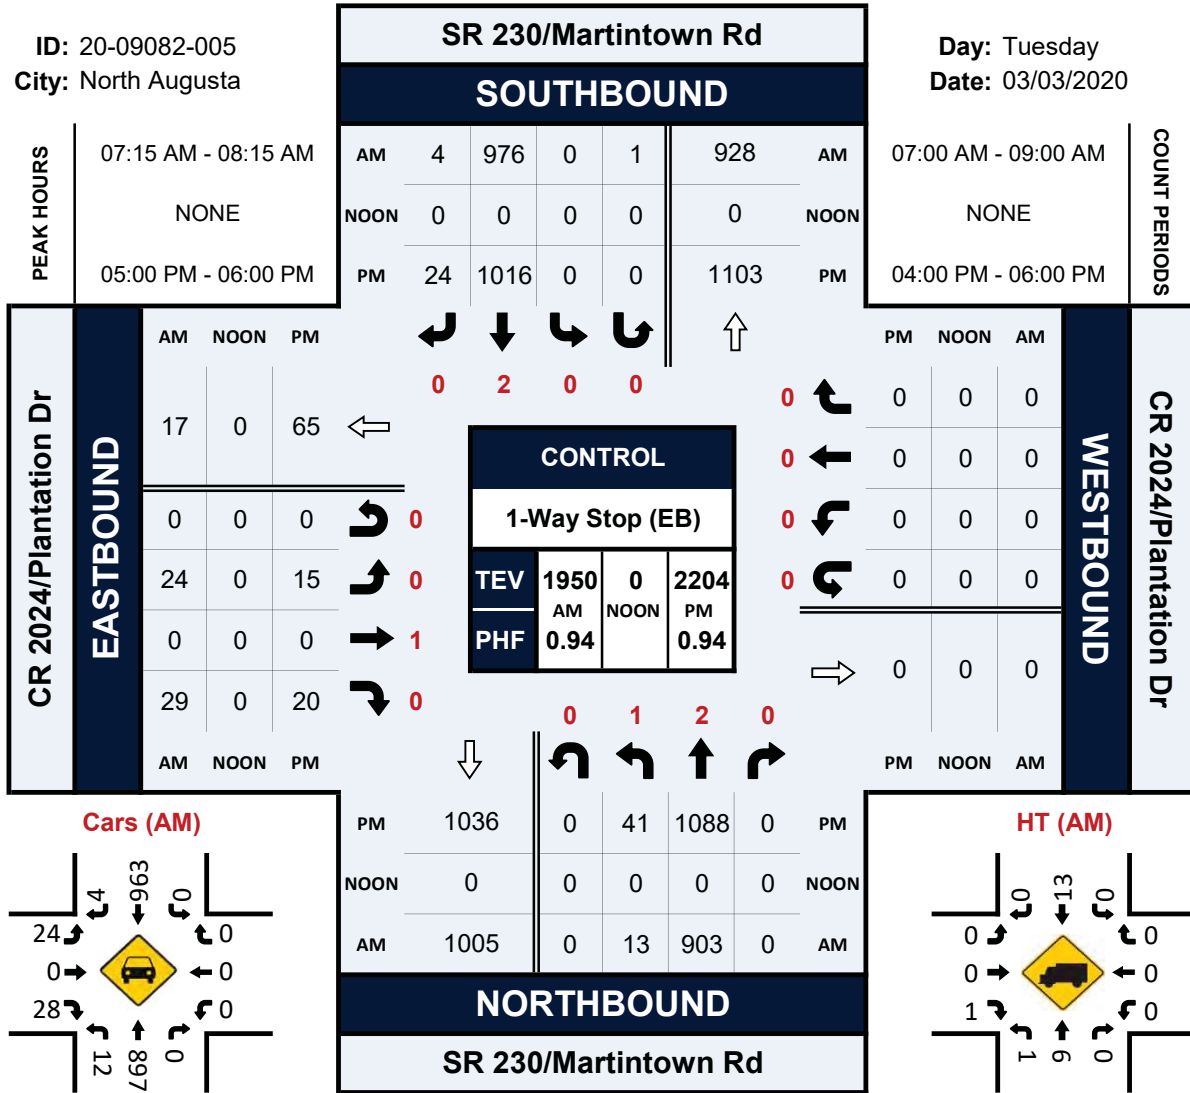 ID: 20-09082-005
City: North Augusta
SR 230/Martintown Rd
SOUTHBOUND
Day: Tuesday
Date: 03/03/2020
PEAK HOURS
07:15 AM - 08:15 AM
NONE
05:00 PM - 06:00 PM
AM 4 976 0 1 928 AM
NOON 0 0 0 0 0 NOON
PM 24 1016 0 0 1103 PM
07:00 AM - 09:00 AM
NONE
04:00 PM - 06:00 PM
COUNT PERIODS
0 2 0 0
CR 2024/Plantation Dr
EASTBOUND
AM NOON PM
17 0 65
0 0 0 0
24 0 15 0
0 0 0 1
29 0 20 0
AM NOON PM
CONTROL
1-Way Stop (EB)
TEV 1950 0 2204
AM NOON PM
PHF 0.94 0.94
PM NOON AM
0 0 0 0
0 0 0 0
0 0 0 0
0 0 0 0
0 0 0
PM NOON AM
WESTBOUND
CR 2024/Plantation Dr
0 1 2 0
PM 1036 0 41 1088 0 PM
NOON 0 0 0 0 0 NOON
AM 1005 0 13 903 0 AM
NORTHBOUND
SR 230/Martintown Rd
Cars (AM)
4 963 0
24 0
0 0
28 0
12 897 0
HT (AM)
0 13 0
0 0
0 0
1 0
1 6 0